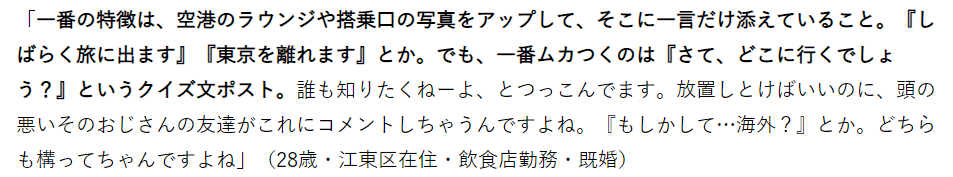 「一番の特徴は、空港のラウンジや搭乗口の写真をアップして、そこに一言だけ添えていること。『し
ばらく旅に出ます』『東京を離れます』とか。でも、一番ムカつくのは『さて、どこに行くでしょ
う？』というクイズ文ポスト。誰も知りたくねーよ、とつっこんでます。放置しとけばいいのに、頭の
悪いそのおじさんの友達がこれにコメントしちゃうんですよね。『もしかして…海外？』とか。どちら
も構ってちゃんですよね」（28歳・江東区在住・飲食店勤務・既婚）